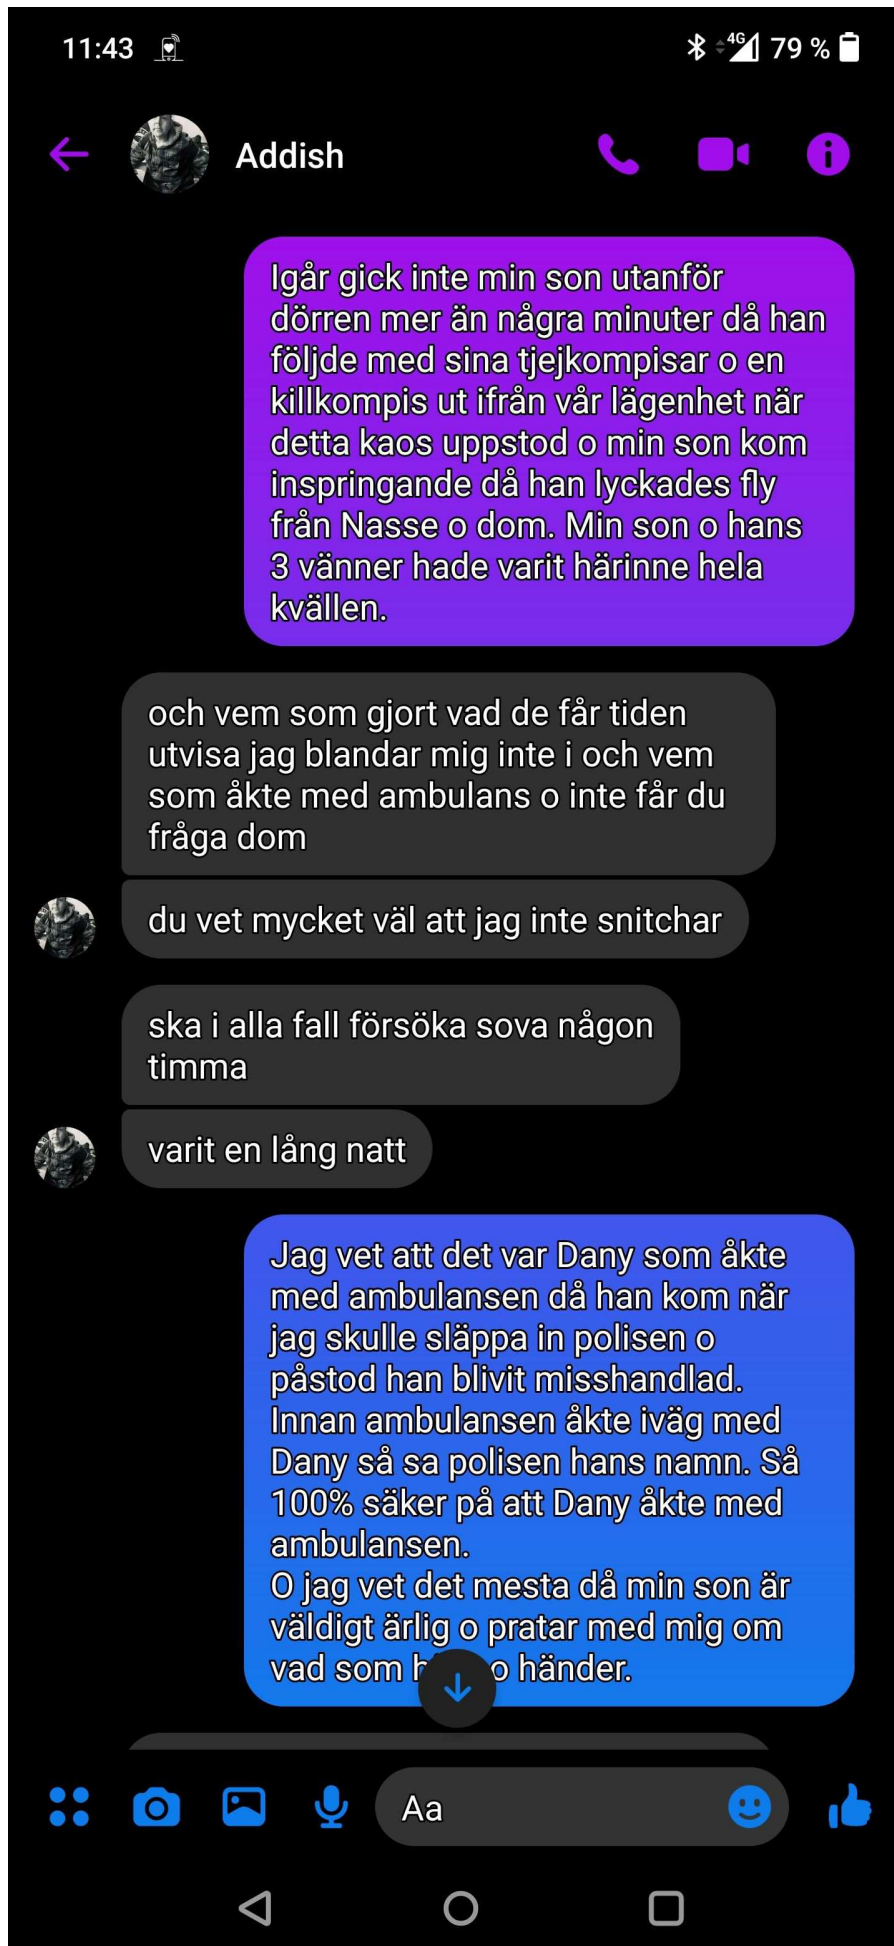 11:43
4G 79 %
Addish
Igår gick inte min son utanför
dörren mer än några minuter då han
följde med sina tjejkompisar o en
killkompis ut ifrån vår lägenhet när
detta kaos uppstod o min son kom
inspringande då han lyckades fly
från Nasse o dom. Min son o hans
3 vänner hade varit härinne hela
kvällen.
och vem som gjort vad de får tiden
utvisa jag blandar mig inte i och vem
som åkte med ambulans o inte får du
fråga dom
du vet mycket väl att jag inte snitchar
ska i alla fall försöka sova någon
timma
varit en lång natt
Jag vet att det var Dany som åkte
med ambulansen då han kom när
jag skulle släppa in polisen o
påstod han blivit misshandlad.
Innan ambulansen åkte iväg med
Dany så sa polisen hans namn. Så
100% säker på att Dany åkte med
ambulansen.
O jag vet det mesta då min son är
väldigt ärlig o pratar med mig om
vad som o händer.
Aa